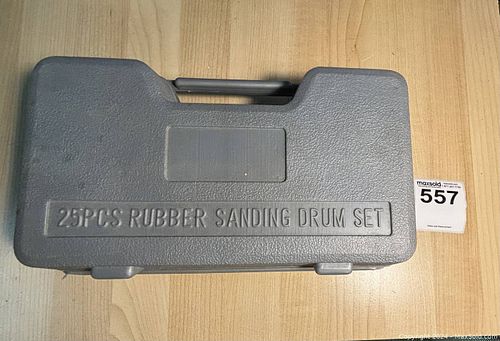 25PCS RUBBER SANDING DRUM SET
maxsold
557